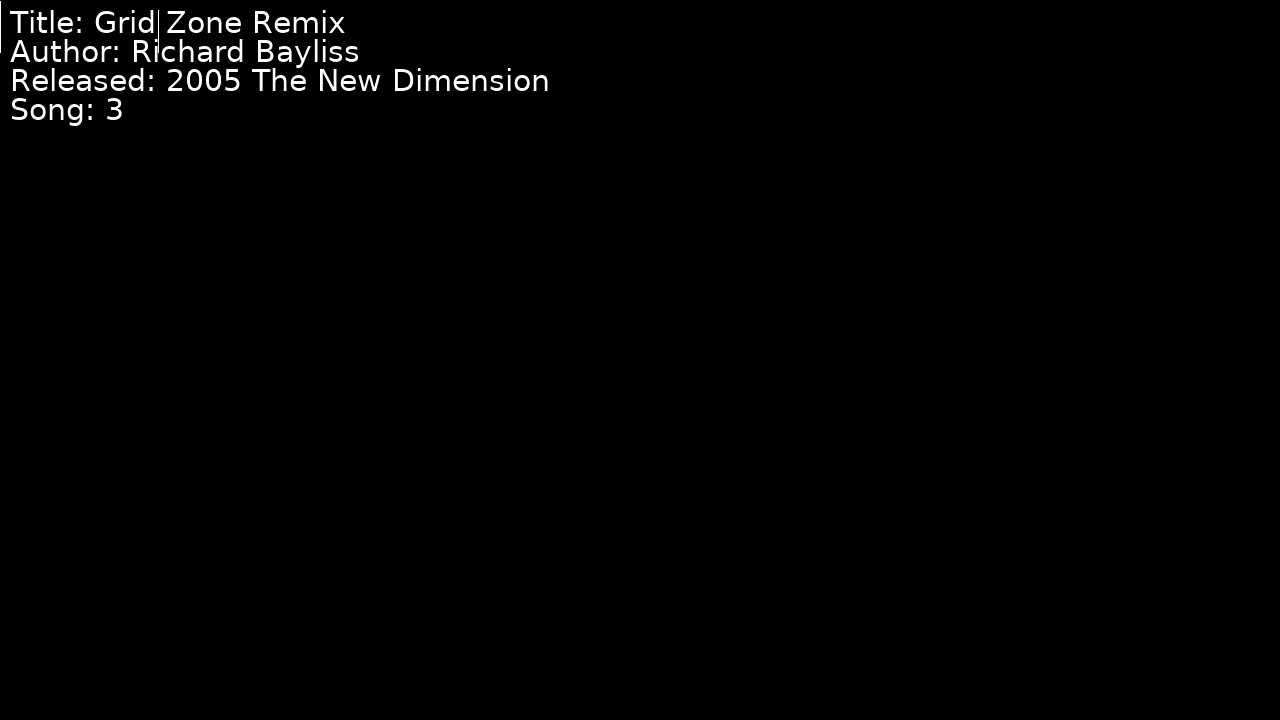 Title: Grid Zone Remix
Author: Richard Bayliss
Released: 2005 The New Dimension
Song: 3